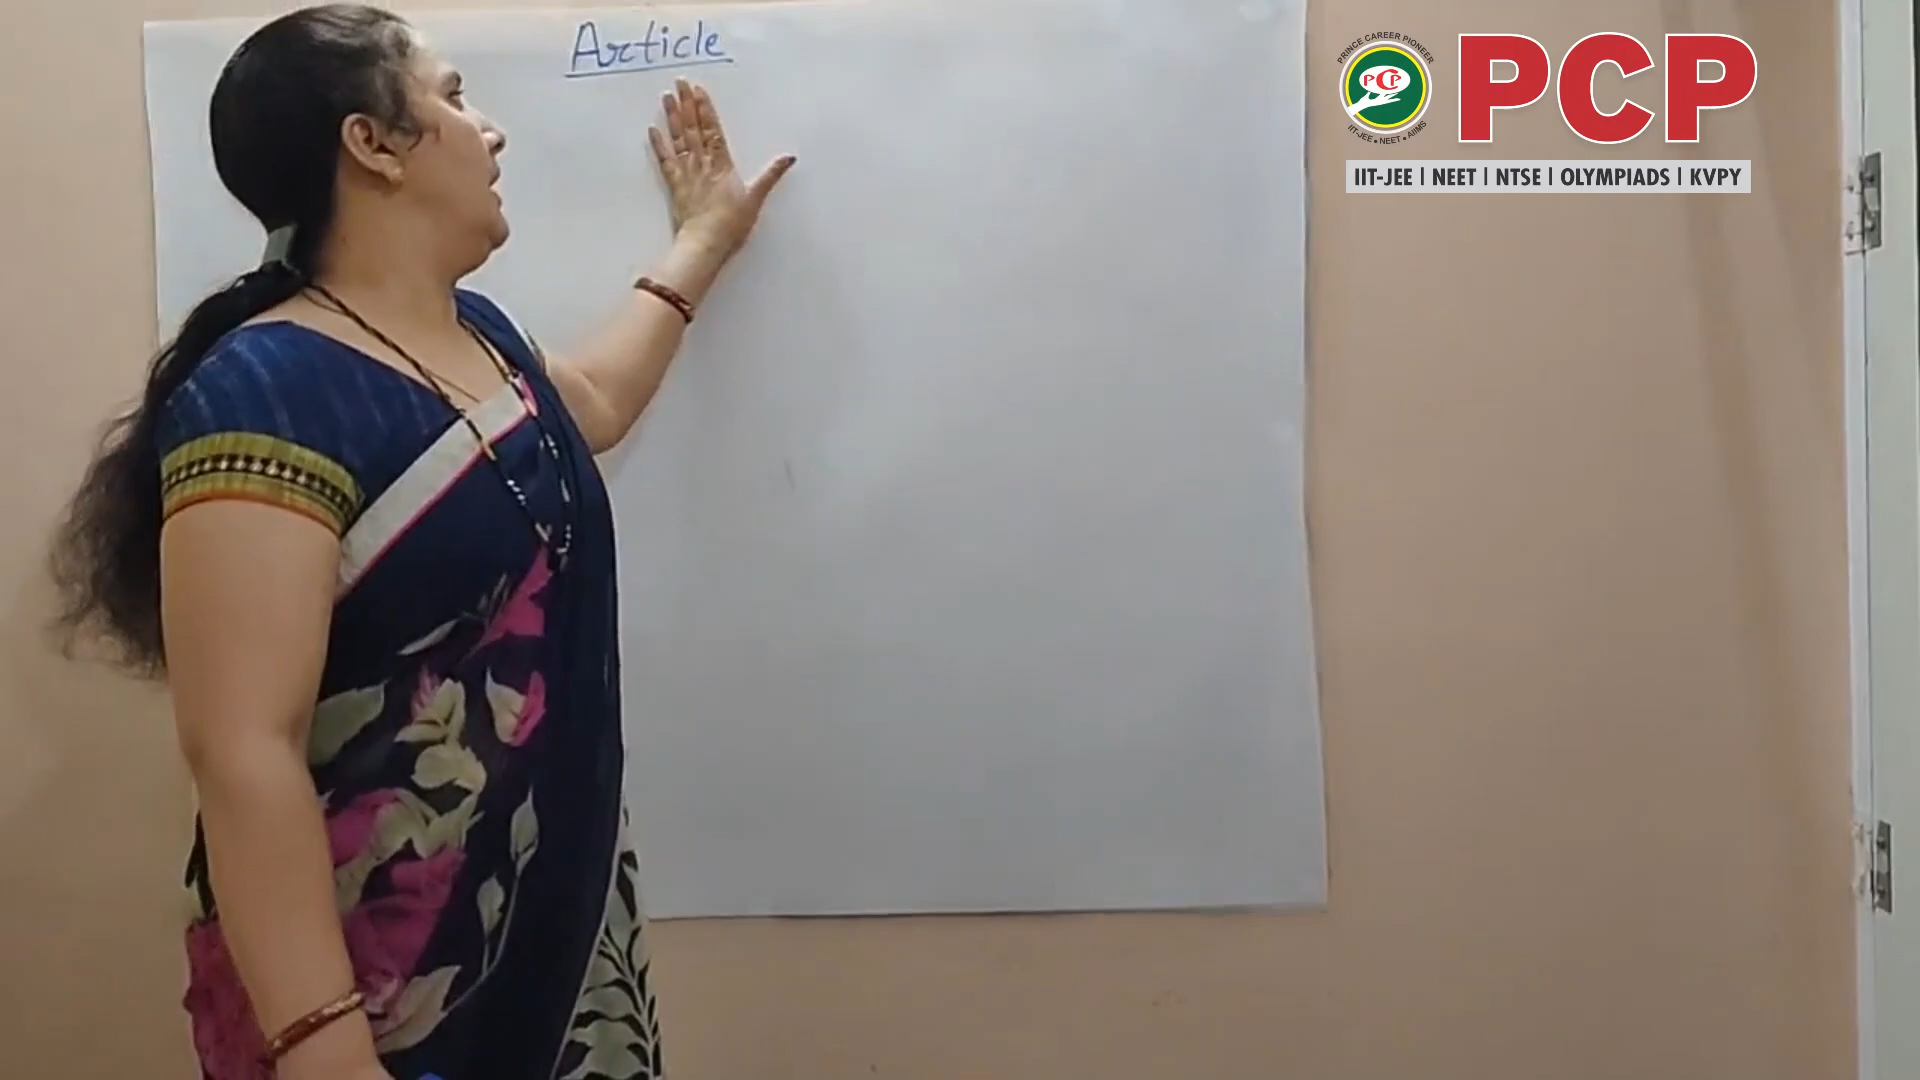 Article
PRINCE CAREER PIONEER
PCP
IIT-JEE • NEET • AIIMS
PCP
IIT-JEE | NEET | NTSE | OLYMPIADS | KVPY